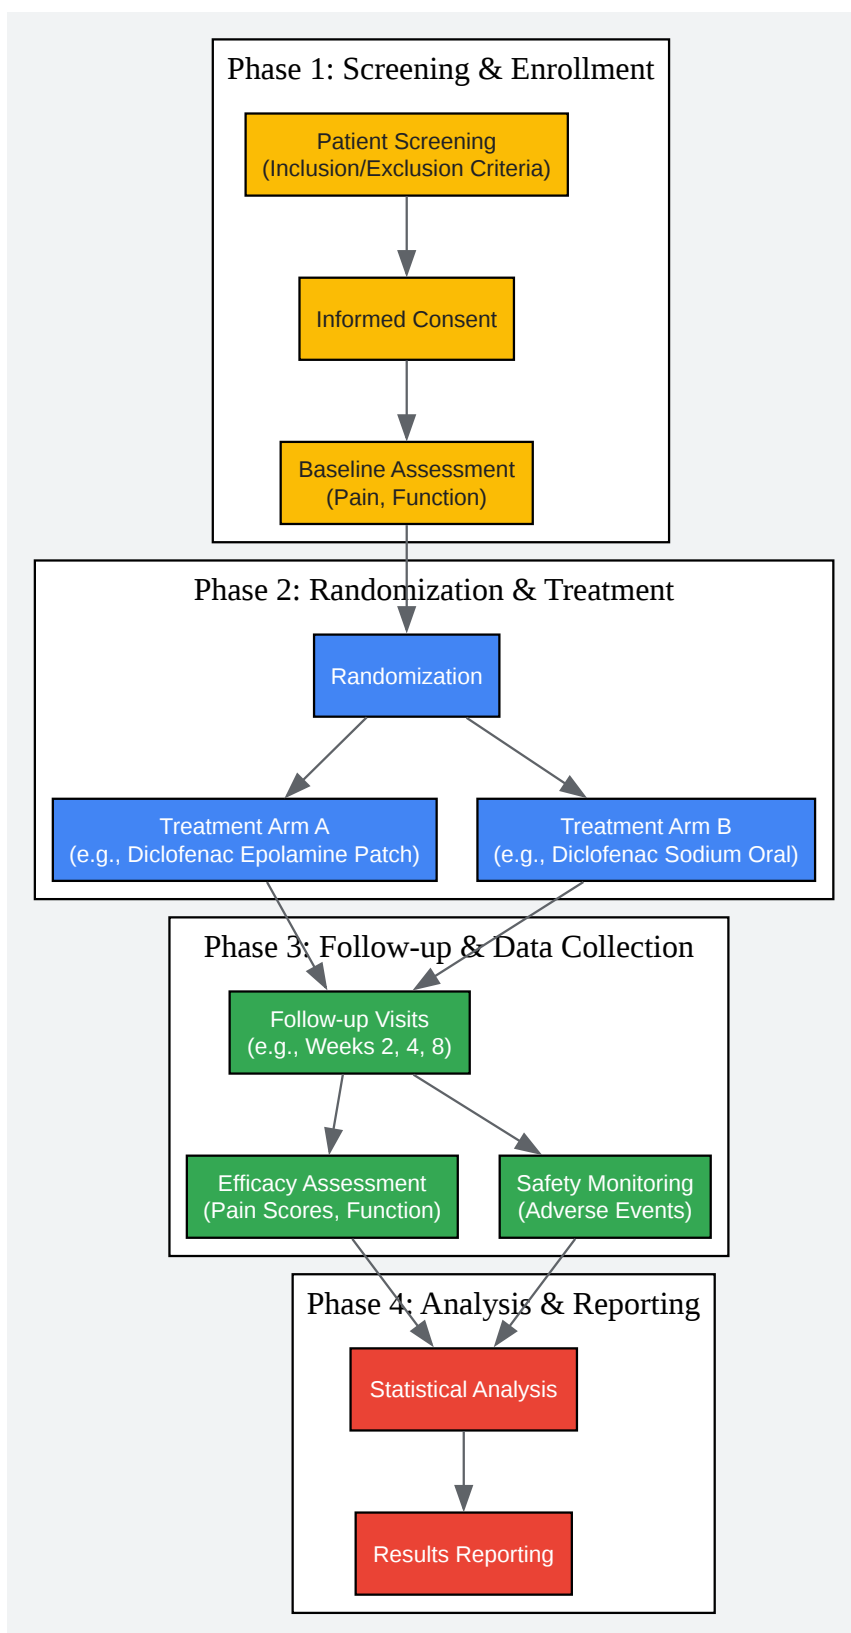 Phase 1: Screening & Enrollment
Patient Screening
(Inclusion/Exclusion Criteria)
Informed Consent
Baseline Assessment
(Pain, Function)
Phase 2: Randomization & Treatment
Randomization
Treatment Arm A
(e.g., Diclofenac Epolamine Patch)
Treatment Arm B
(e.g., Diclofenac Sodium Oral)
Phase 3: Follow-up & Data Collection
Follow-up Visits
(e.g., Weeks 2, 4, 8)
Efficacy Assessment
(Pain Scores, Function)
Safety Monitoring
(Adverse Events)
Phase 4: Analysis & Reporting
Statistical Analysis
Results Reporting